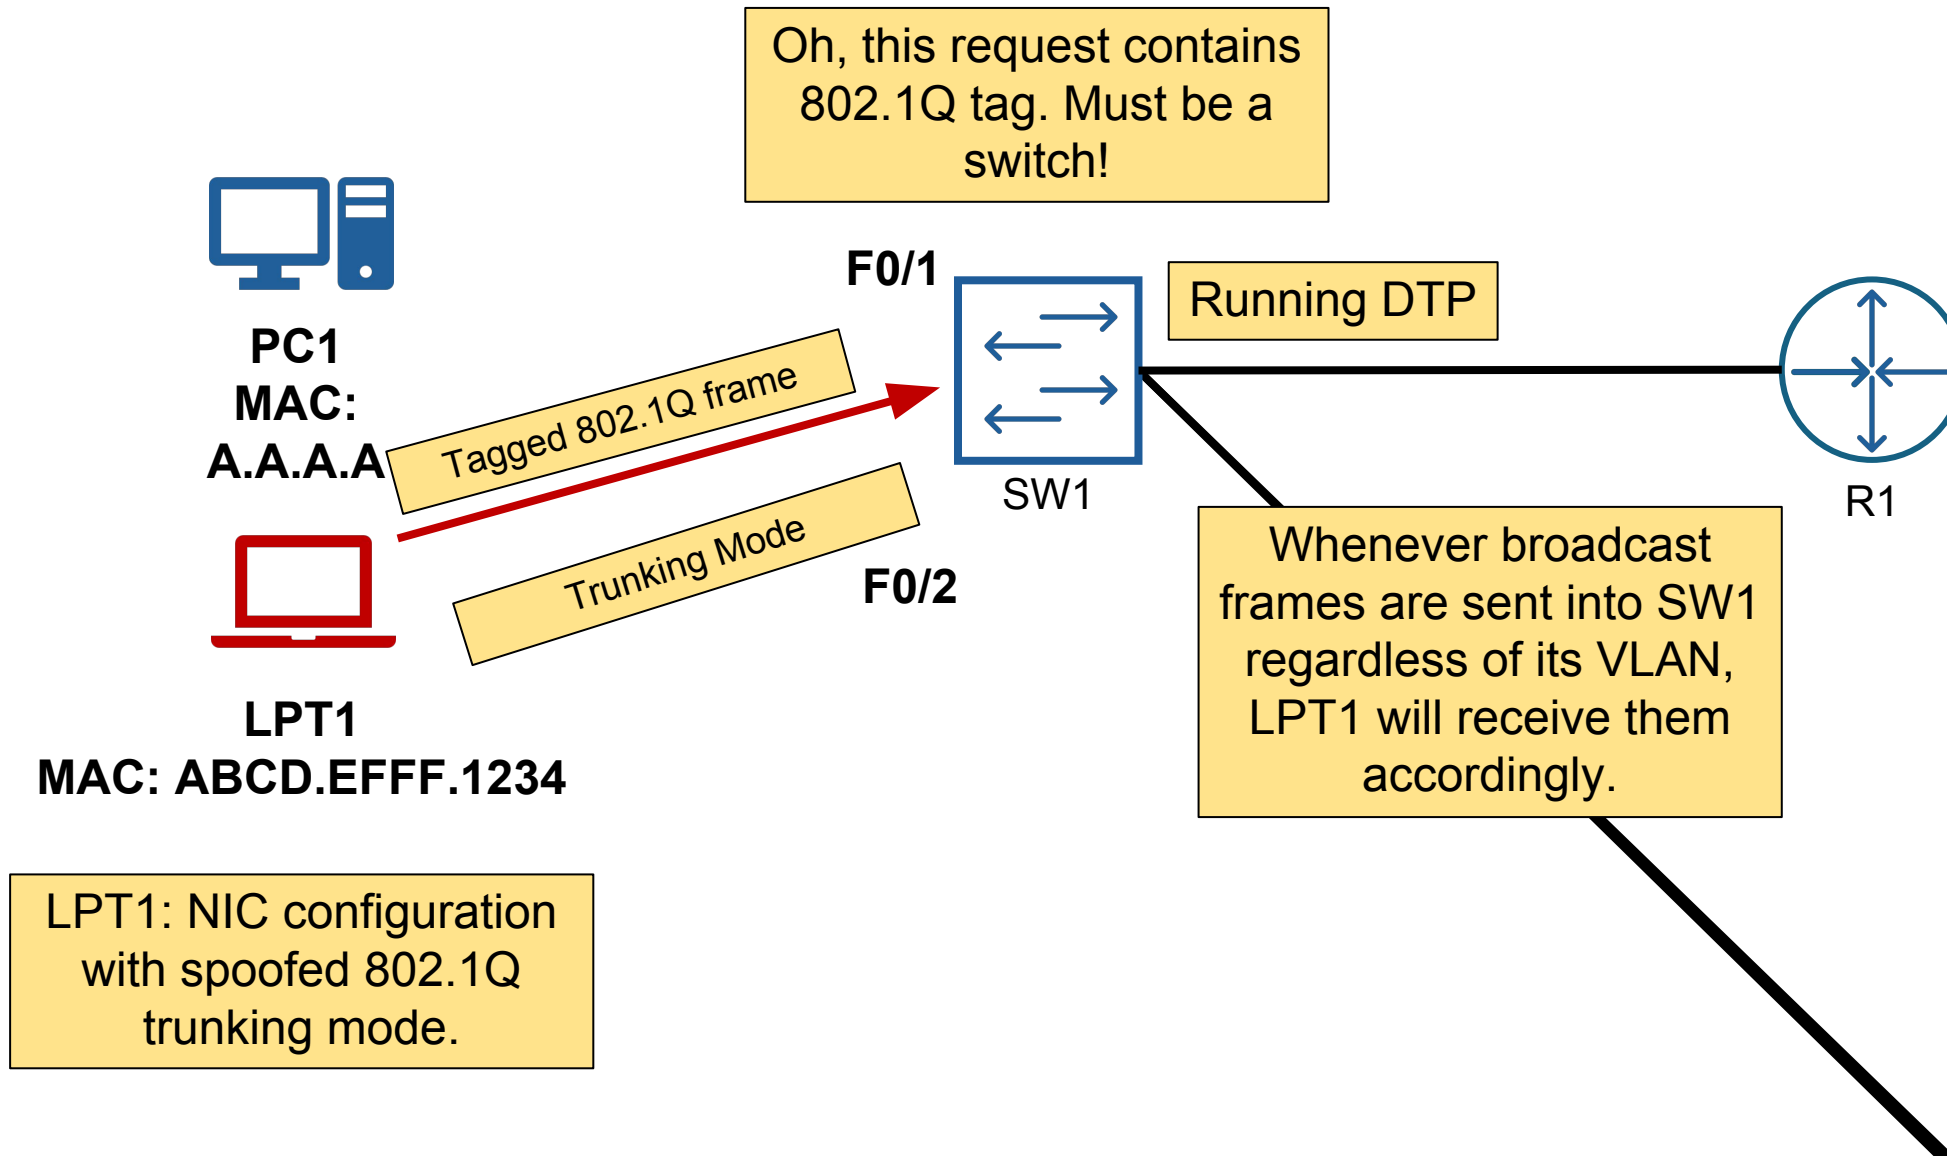 Oh, this request contains
802.1Q tag. Must be a
switch!
F0/1
Running DTP
PC1
MAC:
A.A.A.A
Tagged 802.1Q frame
SW1
R1
Trunking Mode
F0/2
Whenever broadcast
frames are sent into SW1
regardless of its VLAN,
LPT1 will receive them
accordingly.
LPT1
MAC: ABCD.EFFF.1234
LPT1: NIC configuration
with spoofed 802.1Q
trunking mode.